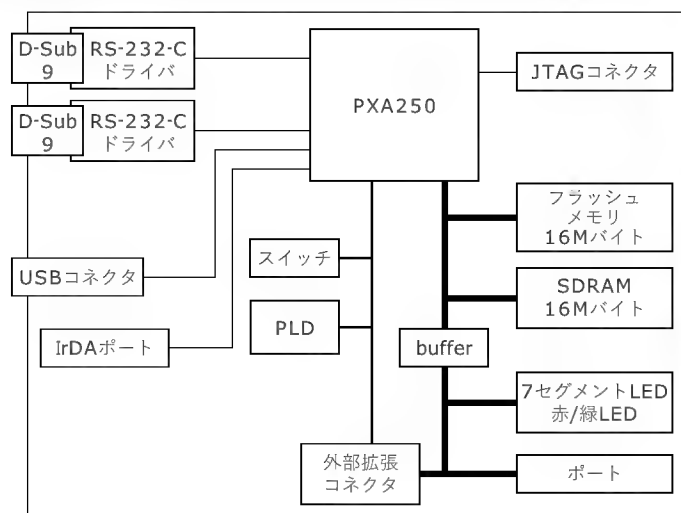 D-Sub
9
RS-232-C
ドライバ
D-Sub
9
RS-232-C
ドライバ
PXA250
JTAGコネクタ
フラッシュ
メモリ
16Mバイト
スイッチ
USBコネクタ
SDRAM
16Mバイト
PLD
IrDAポート
buffer
7セグメントLED
赤/緑LED
外部拡張
コネクタ
ポート